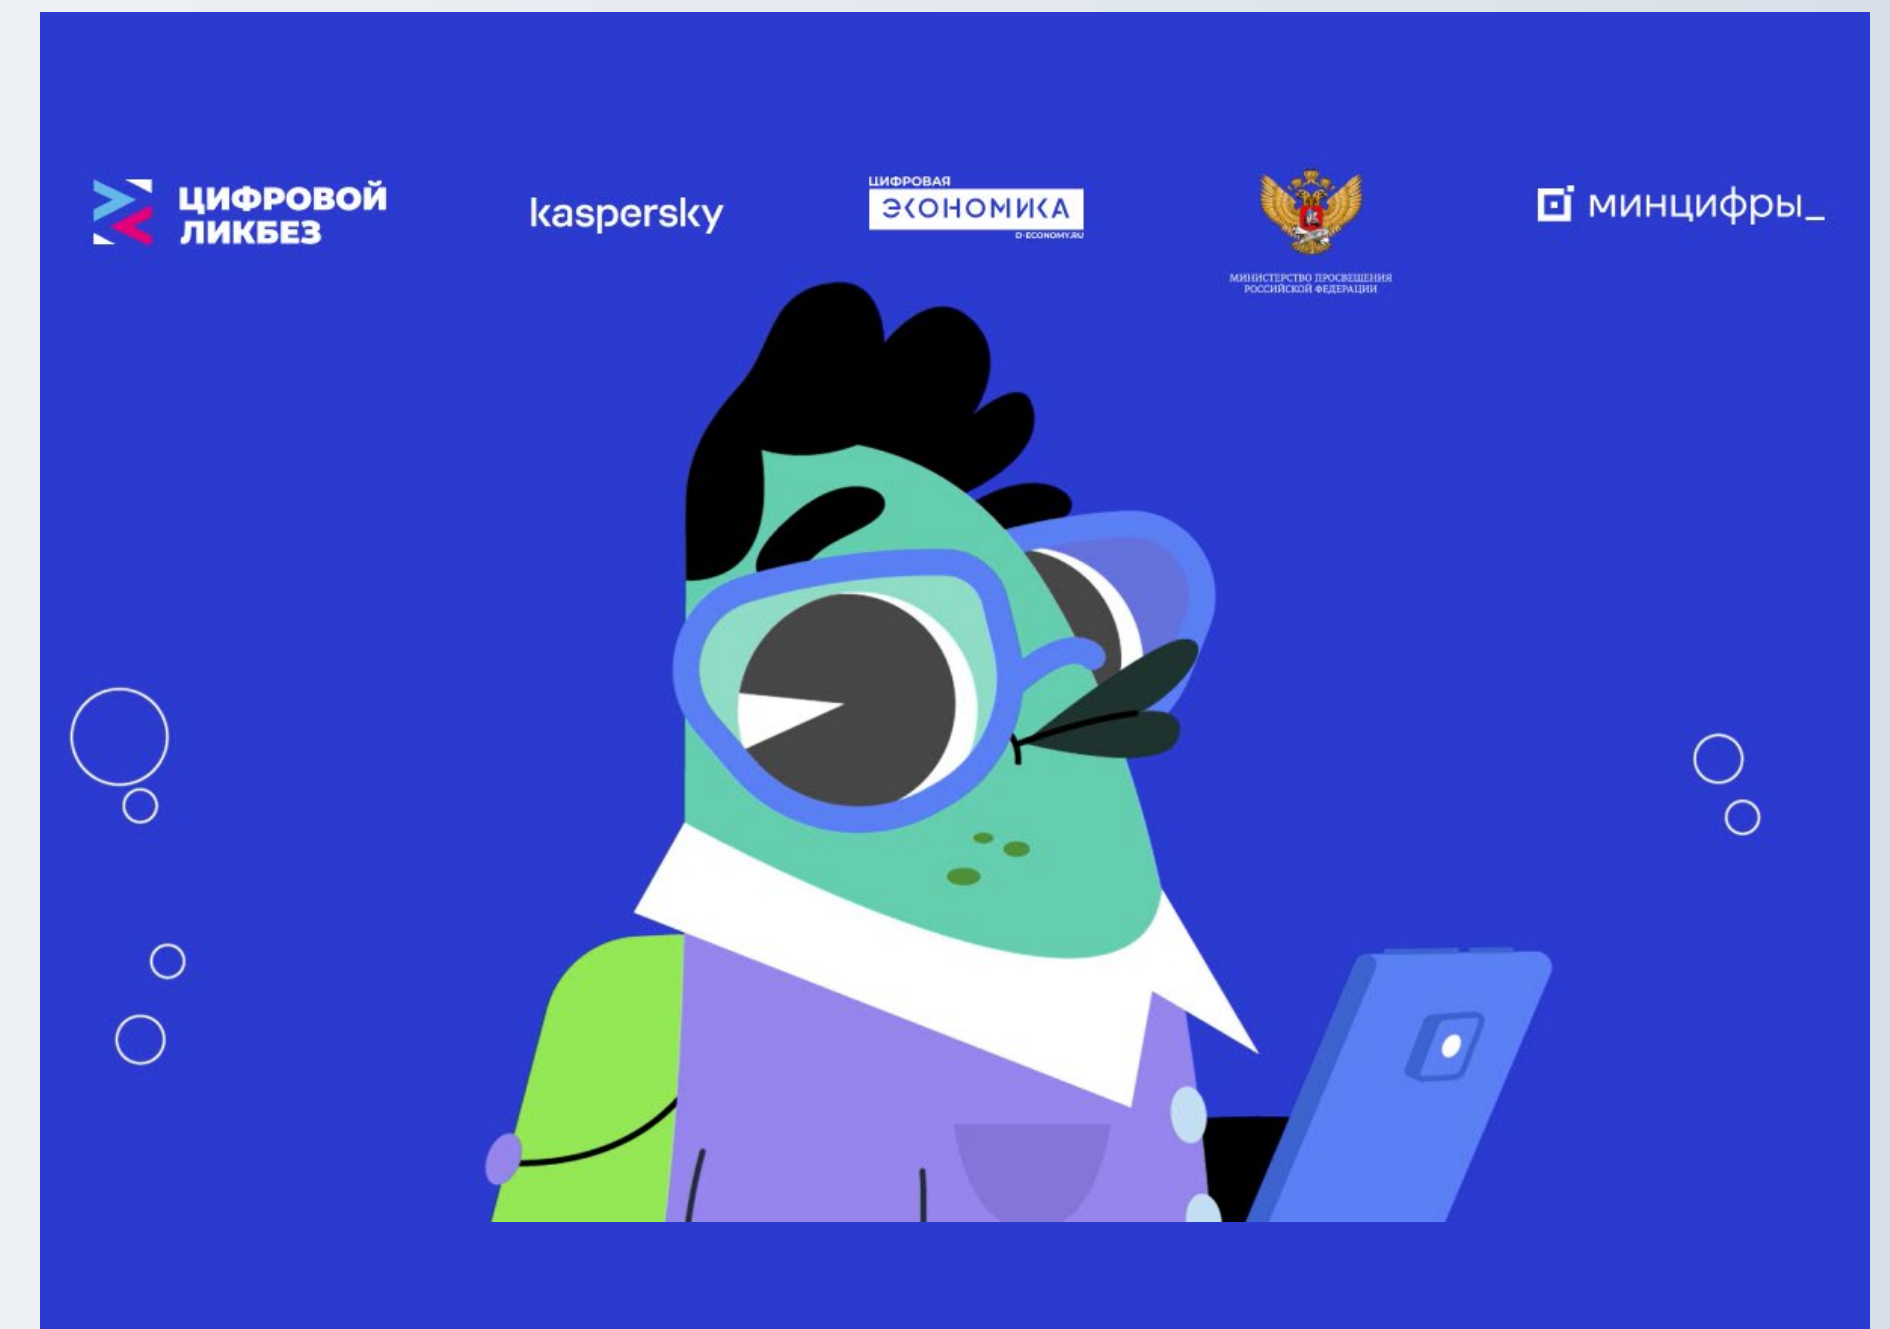 ЦИФРОВОЙ
ЛИКБЕЗ
kaspersky
ЦИФРОВАЯ
ЭКОНОМИКА
D-ECONOMY.RU
МИНИСТЕРСТВО ПРОСВЕЩЕНИЯ
РОССИЙСКОЙ ФЕДЕРАЦИИ
минцифры_